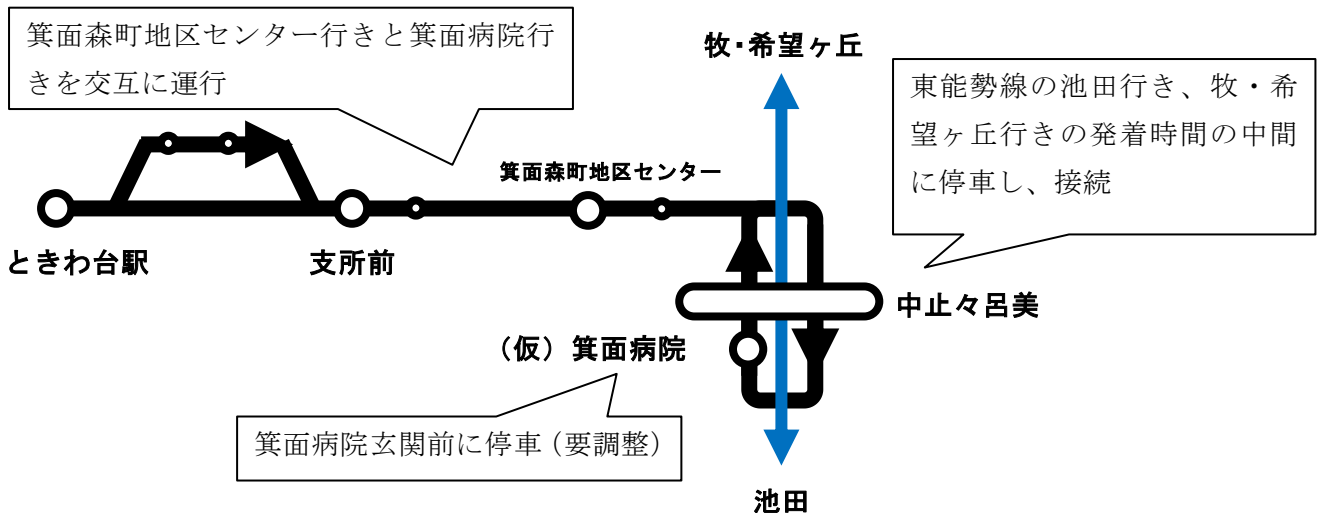 箕面森町地区センター行きと箕面病院行
きを交互に運行
牧・希望ヶ丘
東能勢線の池田行き、牧・希
望ヶ丘行きの発着時間の中間
に停車し、接続
箕面森町地区センター
ときわ台駅
支所前
中止々呂美
（仮）箕面病院
箕面病院玄関前に停車（要調整）
池田